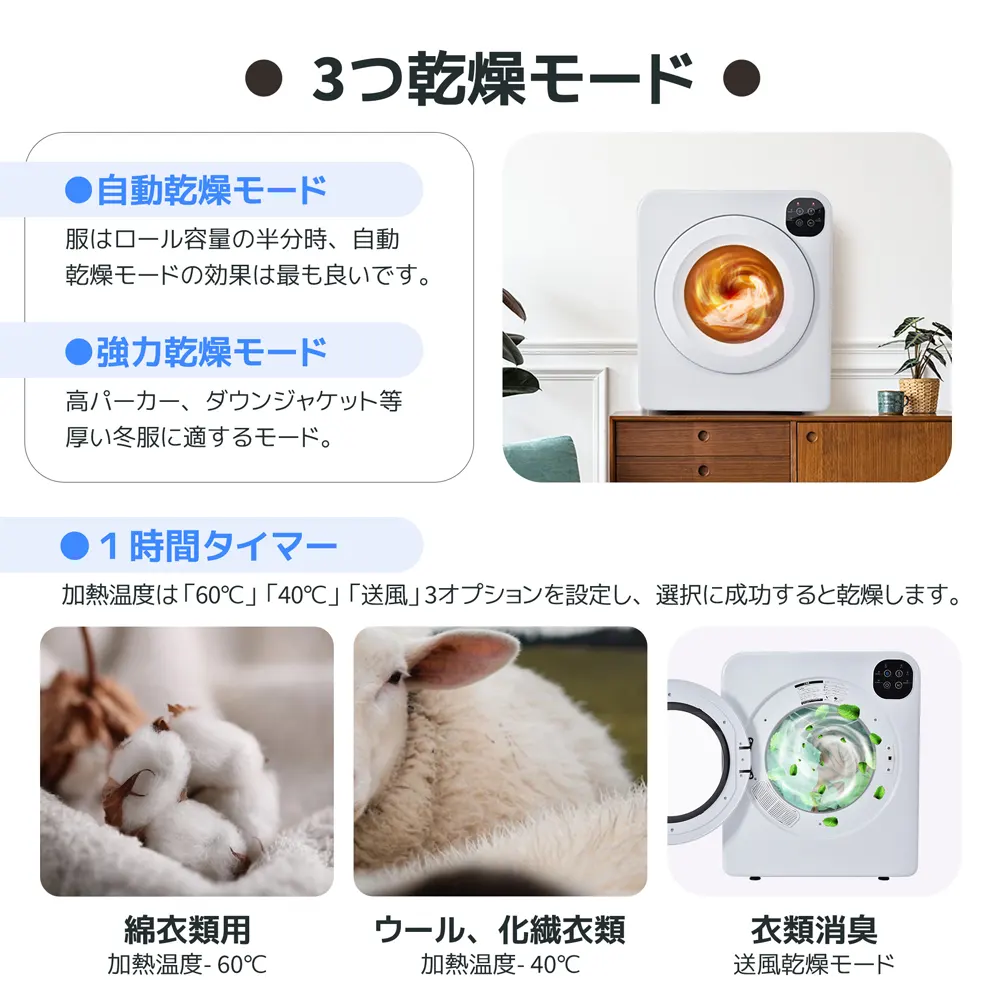 ● 3つ乾燥モード ●
●自動乾燥モード
服はロール容量の半分時、自動
乾燥モードの効果は最も良いです。
●強力乾燥モード
高パーカー、ダウンジャケット等
厚い冬服に適するモード。
●１時間タイマー
加熱温度は「60℃」「40℃」「送風」3オプションを設定し、選択に成功すると乾燥します。
綿衣類用
加熱温度- 60℃
ウール、化繊衣類
加熱温度- 40℃
衣類消臭
送風乾燥モード